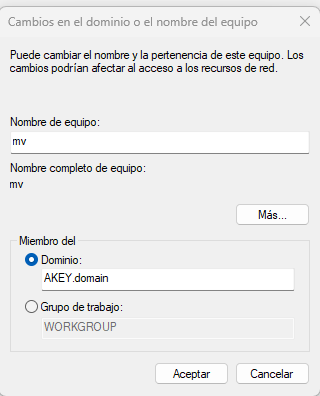 Cambios en el dominio o el nombre del equipo
Puede cambiar el nombre y la pertenencia de este equipo. Los
cambios podrían afectar al acceso a los recursos de red.
Nombre de equipo:
mv
Nombre completo de equipo:
mv
Más...
Miembro del
Dominio:
AKEY.domain
Grupo de trabajo:
WORKGROUP
Aceptar
Cancelar